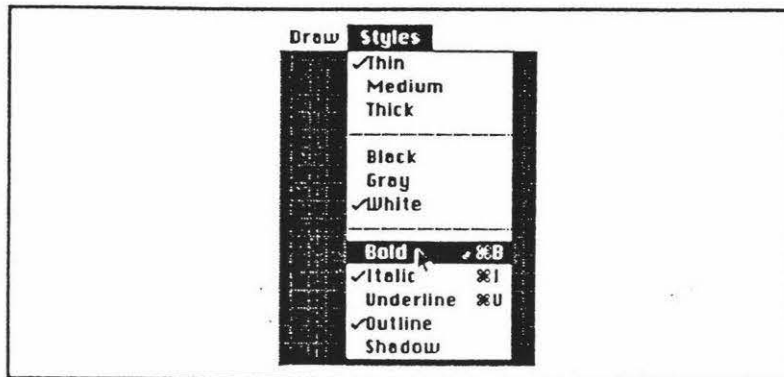 Draw Styles
✓Thin
Medium
Thick
Black
Gray
✓White
Bold ⌘B
✓Italic ⌘I
Underline ⌘U
✓Outline
Shadow